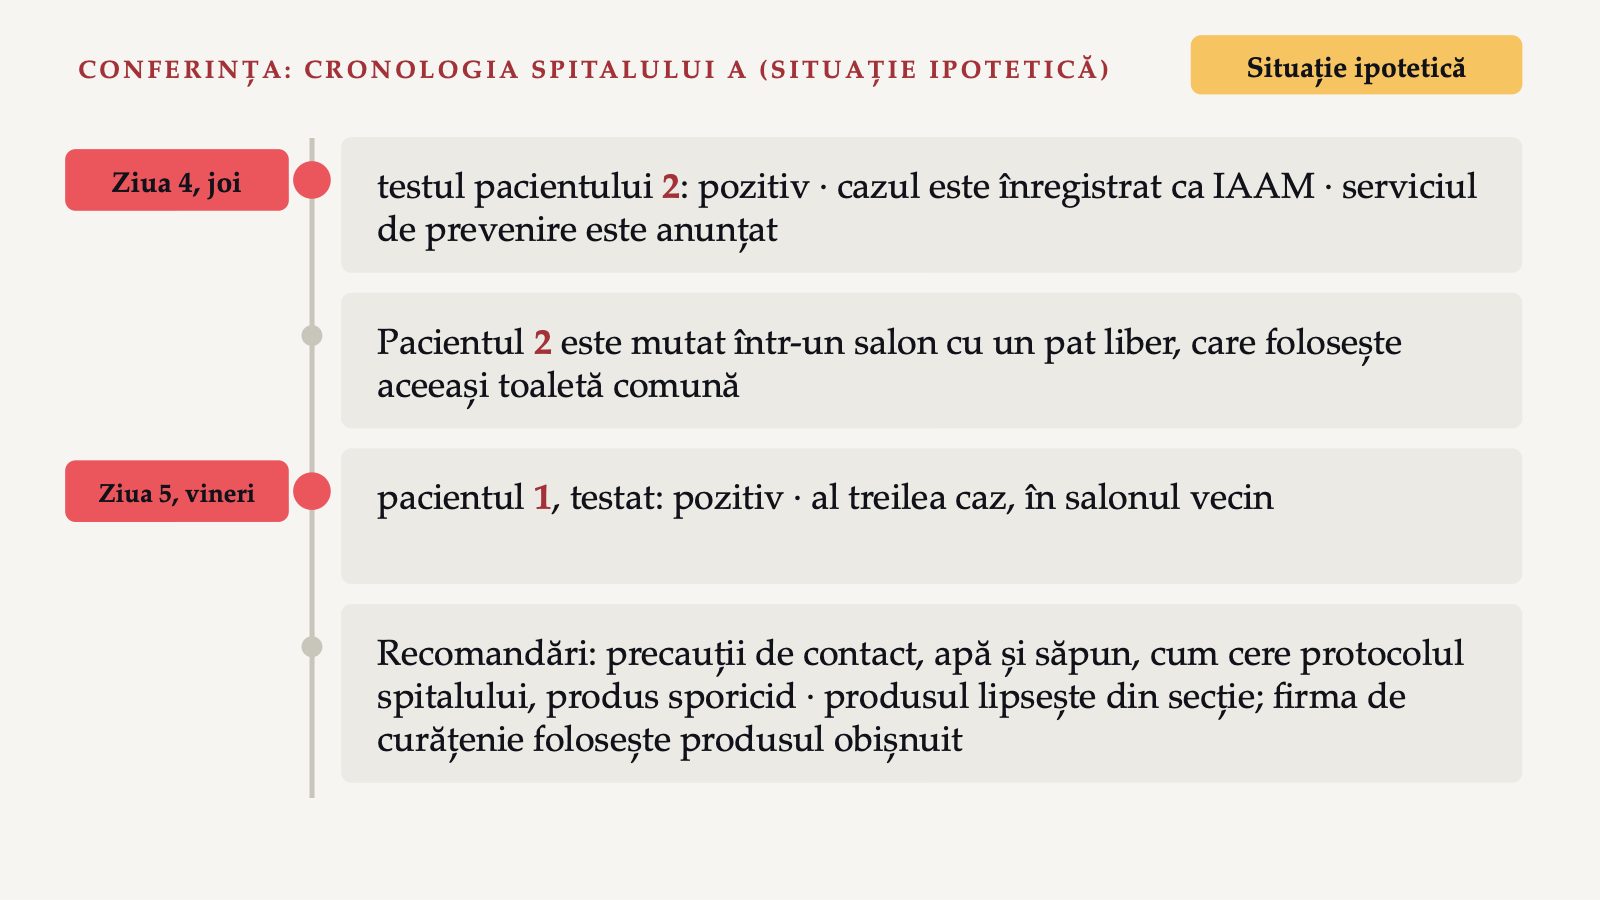 CONFERINȚA: CRONOLOGIA SPITALULUI A (SITUAȚIE IPOTETICĂ)
Situație ipotetică
Ziua 4, joi
testul pacientului 2: pozitiv · cazul este înregistrat ca IAAM · serviciul
de prevenire este anunțat
Pacientul 2 este mutat într-un salon cu un pat liber, care folosește
aceeași toaletă comună
Ziua 5, vineri
pacientul 1, testat: pozitiv · al treilea caz, în salonul vecin
Recomandări: precauții de contact, apă și săpun, cum cere protocolul
spitalului, produs sporicid · produsul lipsește din secție; firma de
curățenie folosește produsul obișnuit